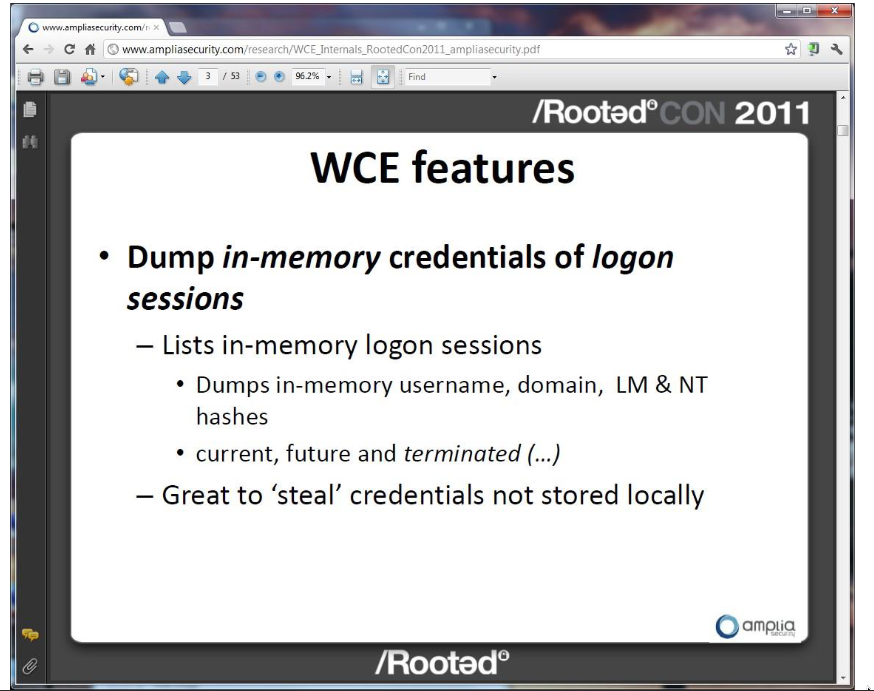 www.ampliasecurity.com/r
www.ampliasecurity.com/research/WCE_Internals_RootedCon2011_ampliasecurity.pdf
3 / 53 96.2% Find
/Rootəd®CON 2011
WCE features
• Dump in-memory credentials of logon
sessions
– Lists in-memory logon sessions
• Dumps in-memory username, domain, LM & NT
hashes
• current, future and terminated (...)
– Great to ‘steal’ credentials not stored locally
amplia
security
/Rootəd®